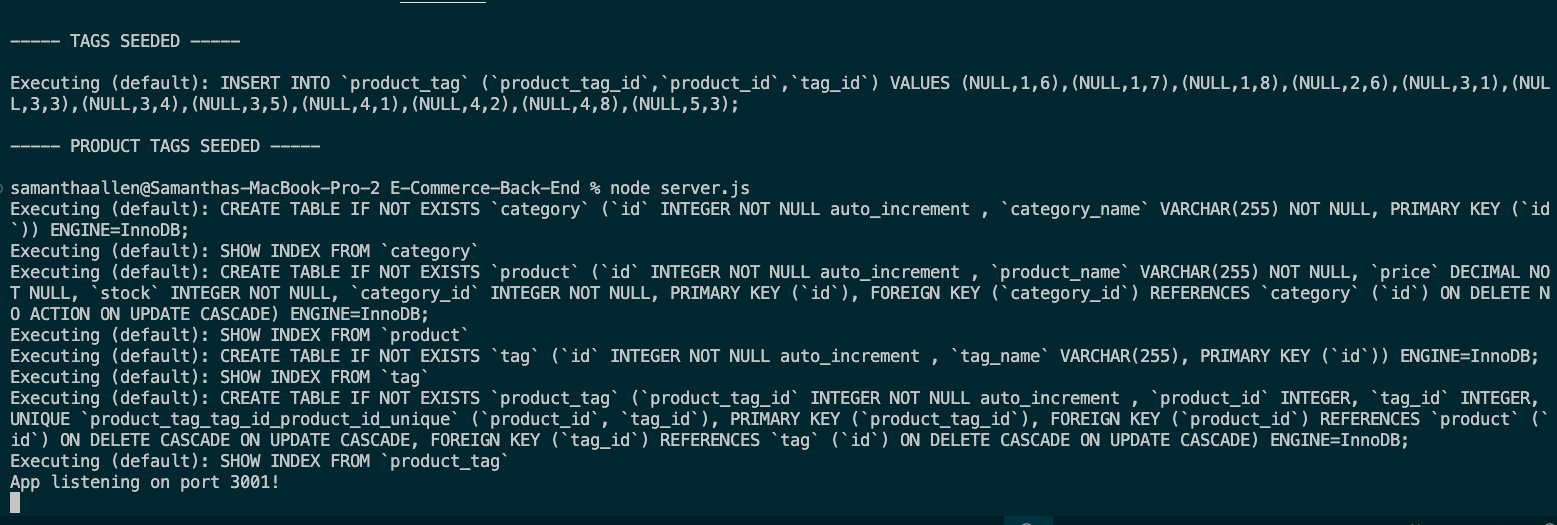 ----- TAGS SEEDED -----
Executing (default): INSERT INTO `product_tag` (`product_tag_id`,`product_id`,`tag_id`) VALUES (NULL,1,6),(NULL,1,7),(NULL,1,8),(NULL,2,6),(NULL,3,1),(NUL
L,3,3),(NULL,3,4),(NULL,3,5),(NULL,4,1),(NULL,4,2),(NULL,4,8),(NULL,5,3);
----- PRODUCT TAGS SEEDED -----
samanthaallen@Samanthas-MacBook-Pro-2 E-Commerce-Back-End % node server.js
Executing (default): CREATE TABLE IF NOT EXISTS `category` (`id` INTEGER NOT NULL auto_increment , `category_name` VARCHAR(255) NOT NULL, PRIMARY KEY (`id
`)) ENGINE=InnoDB;
Executing (default): SHOW INDEX FROM `category`
Executing (default): CREATE TABLE IF NOT EXISTS `product` (`id` INTEGER NOT NULL auto_increment , `product_name` VARCHAR(255) NOT NULL, `price` DECIMAL NO
T NULL, `stock` INTEGER NOT NULL, `category_id` INTEGER NOT NULL, PRIMARY KEY (`id`), FOREIGN KEY (`category_id`) REFERENCES `category` (`id`) ON DELETE N
O ACTION ON UPDATE CASCADE) ENGINE=InnoDB;
Executing (default): SHOW INDEX FROM `product`
Executing (default): CREATE TABLE IF NOT EXISTS `tag` (`id` INTEGER NOT NULL auto_increment , `tag_name` VARCHAR(255), PRIMARY KEY (`id`)) ENGINE=InnoDB;
Executing (default): SHOW INDEX FROM `tag`
Executing (default): CREATE TABLE IF NOT EXISTS `product_tag` (`product_tag_id` INTEGER NOT NULL auto_increment , `product_id` INTEGER, `tag_id` INTEGER,
UNIQUE `product_tag_tag_id_product_id_unique` (`product_id`, `tag_id`), PRIMARY KEY (`product_tag_id`), FOREIGN KEY (`product_id`) REFERENCES `product` (`
id`) ON DELETE CASCADE ON UPDATE CASCADE, FOREIGN KEY (`tag_id`) REFERENCES `tag` (`id`) ON DELETE CASCADE ON UPDATE CASCADE) ENGINE=InnoDB;
Executing (default): SHOW INDEX FROM `product_tag`
App listening on port 3001!